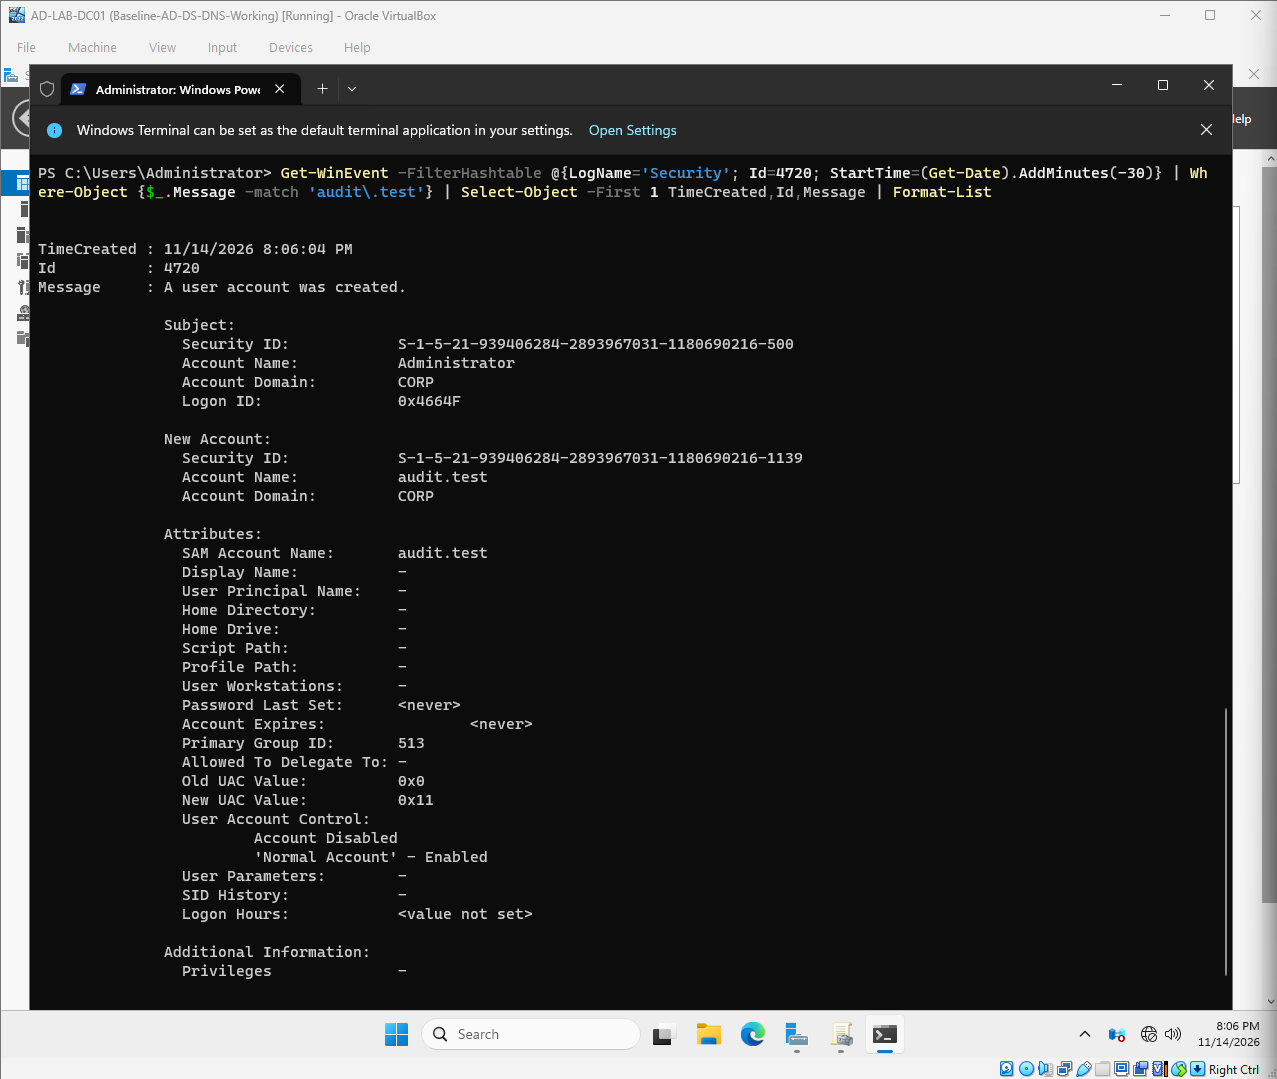 AD-LAB-DC01 (Baseline-AD-DS-DNS-Working) [Running] - Oracle VirtualBox
File Machine View Input Devices Help
Administrator: Windows Powe
Windows Terminal can be set as the default terminal application in your settings. Open Settings
elp
PS C:\Users\Administrator> Get-WinEvent -FilterHashtable @{LogName='Security'; Id=4720; StartTime=(Get-Date).AddMinutes(-30)} | Wh
ere-Object {$_.Message -match 'audit\.test'} | Select-Object -First 1 TimeCreated,Id,Message | Format-List
TimeCreated : 11/14/2026 8:06:04 PM
Id : 4720
Message : A user account was created.
Subject:
Security ID: S-1-5-21-939406284-2893967031-1180690216-500
Account Name: Administrator
Account Domain: CORP
Logon ID: 0x4664F
New Account:
Security ID: S-1-5-21-939406284-2893967031-1180690216-1139
Account Name: audit.test
Account Domain: CORP
Attributes:
SAM Account Name: audit.test
Display Name: -
User Principal Name: -
Home Directory: -
Home Drive: -
Script Path: -
Profile Path: -
User Workstations: -
Password Last Set: <never>
Account Expires: <never>
Primary Group ID: 513
Allowed To Delegate To: -
Old UAC Value: 0x0
New UAC Value: 0x11
User Account Control:
Account Disabled
'Normal Account' - Enabled
User Parameters: -
SID History: -
Logon Hours: <value not set>
Additional Information:
Privileges -
Search
8:06 PM
11/14/2026
Right Ctrl